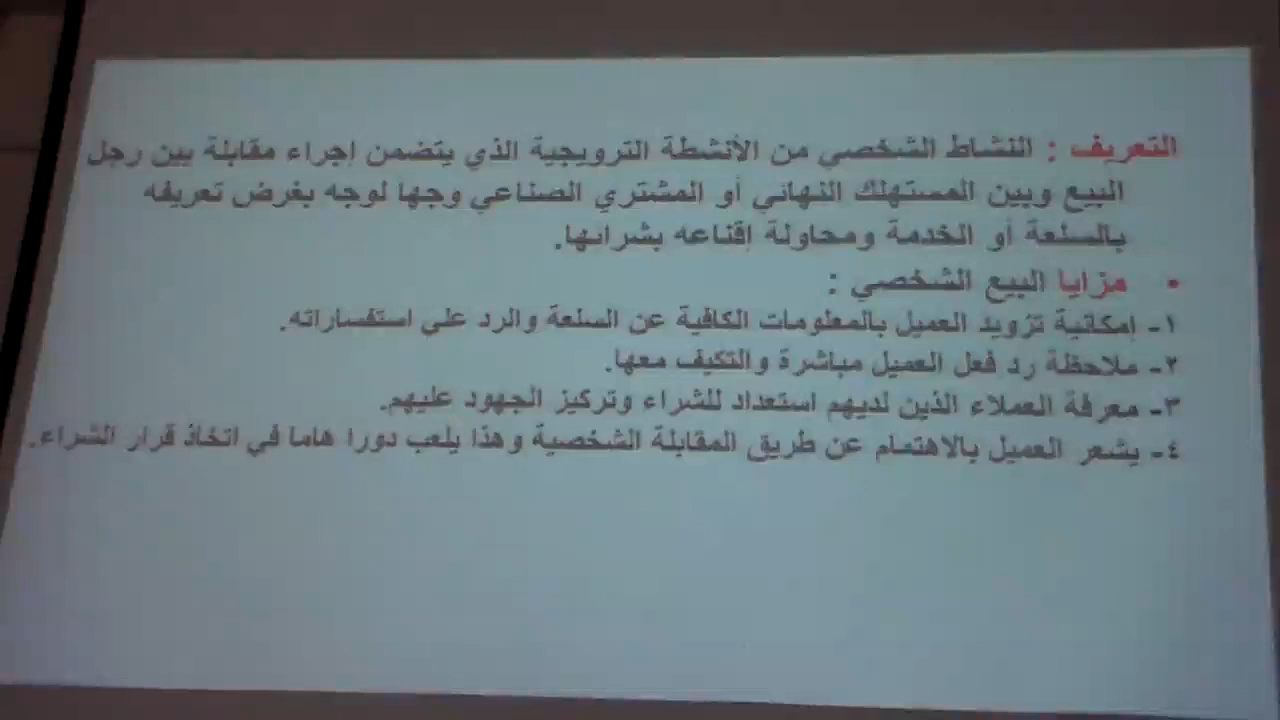 التعريف : النشاط الشخصي من الأنشطة الترويجية الذي يتضمن اجراء مقابلة بين رجل
البيع وبين المستهلك النهائي أو المشتري الصناعي وجها لوجه بغرض تعريفه
بالسلعة أو الخدمة ومحاولة إقناعه بشرائها.
• مزايا البيع الشخصي :
١- إمكانية تزويد العميل بالمعلومات الكافية عن السلعة والرد على استفساراته.
٢- ملاحظة رد فعل العميل مباشرة والتكيف معها.
٣- معرفة العملاء الذين لديهم استعداد للشراء وتركيز الجهود عليهم.
٤- يشعر العميل بالاهتمام عن طريق المقابلة الشخصية وهذا يلعب دورا هاما في اتخاذ قرار الشراء.